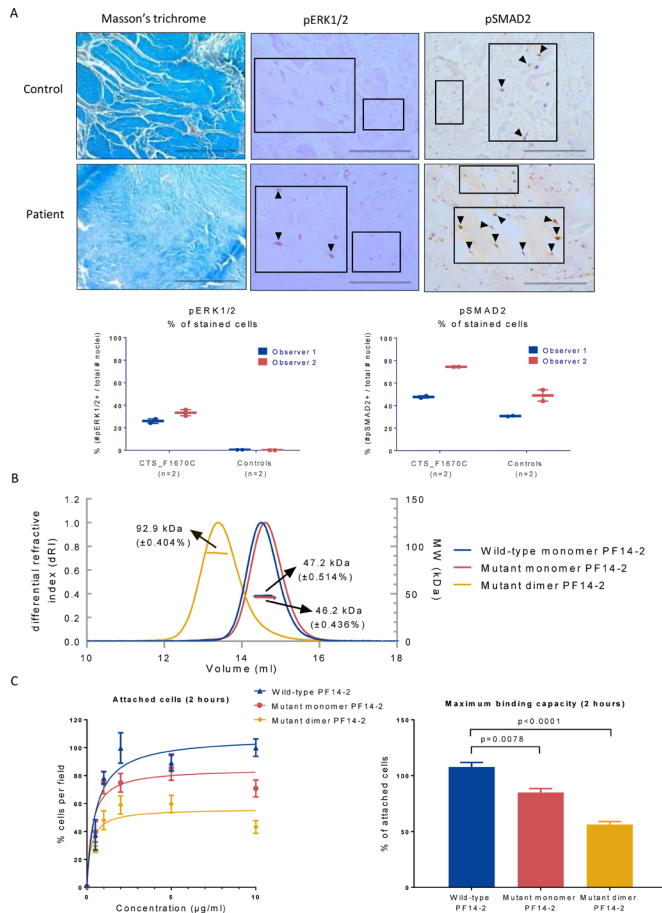 A
Masson's trichrome
pERK1/2
pSMAD2
Control
Patient
pERK1/2
% of stained cells
% (#pERK1/2+ / total # nuclei)
100
80
60
40
20
0
Observer 1
Observer 2
CTS_F1670C
(n=2)
Controls
(n=2)
pSMAD2
% of stained cells
% (#pSMAD2+ / total # nuclei)
100
80
60
40
20
0
Observer 1
Observer 2
CTS_F1670C
(n=2)
Controls
(n=2)
B
differential refractive
index (dRI)
1.2
1.0
0.8
0.6
0.4
0.2
0.0
10
12
14
16
18
Volume (ml)
150
100
50
0
MW (kDa)
92.9 kDa
(±0.404%)
47.2 kDa
(±0.514%)
46.2 kDa
(±0.436%)
Wild-type monomer PF14-2
Mutant monomer PF14-2
Mutant dimer PF14-2
C
Attached cells (2 hours)
Wild-type PF14-2
Mutant monomer PF14-2
Mutant dimer PF14-2
% cells per field
120
100
80
60
40
20
0
0
5
10
Concentration (µg/ml)
Maximum binding capacity (2 hours)
p<0.0001
p=0.0078
% of attached cells
150
100
50
0
Wild-type
PF14-2
Mutant monomer
PF14-2
Mutant dimer
PF14-2